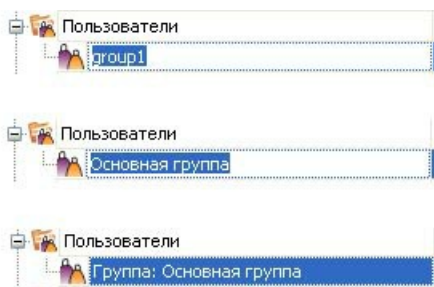 Пользователи
group1
Пользователи
Основная группа
Пользователи
Группа: Основная группа